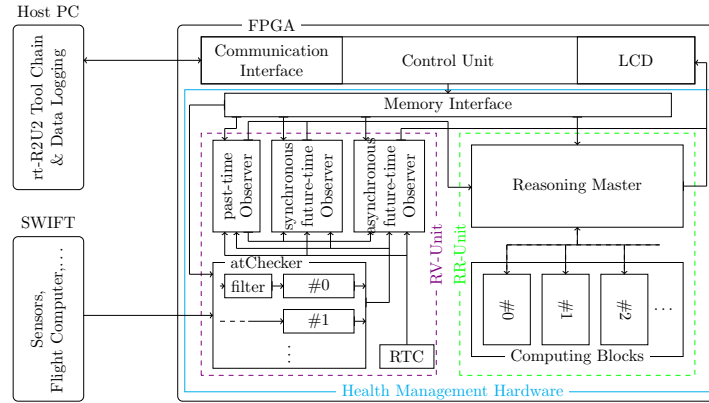 Host PC
FPGA
rt-R2U2 Tool Chain
& Data Logging
Communication
Interface
Control Unit
LCD
Memory Interface
past-time
Observer
synchronous
future-time
Observer
asynchronous
future-time
Observer
Reasoning Master
RV-Unit
RR-Unit
SWIFT
Sensors,
Flight Computer,...
atChecker
filter
#0
#1
⋮
RTC
#0
#1
#2
...
Computing Blocks
Health Management Hardware